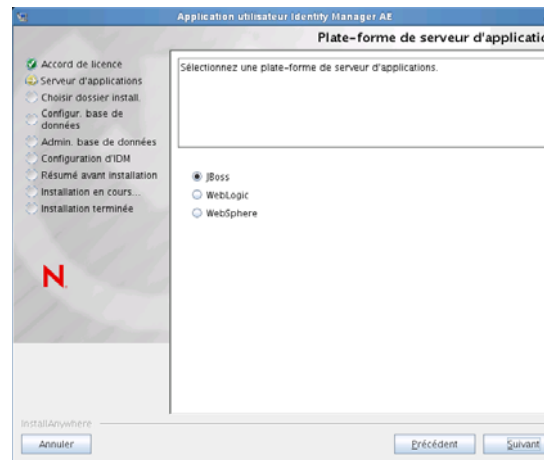 Application utilisateur Identity Manager AE
Plate-forme de serveur d'applicatio
Accord de licence
Serveur d'applications
Choisir dossier install.
Configur. base de
données
Admin. base de données
Configuration d'IDM
Résumé avant installation
Installation en cours...
Installation terminée
N
Sélectionnez une plate-forme de serveur d'applications.
JBoss
WebLogic
WebSphere
InstallAnywhere
Annuler
Précédent
Suivant